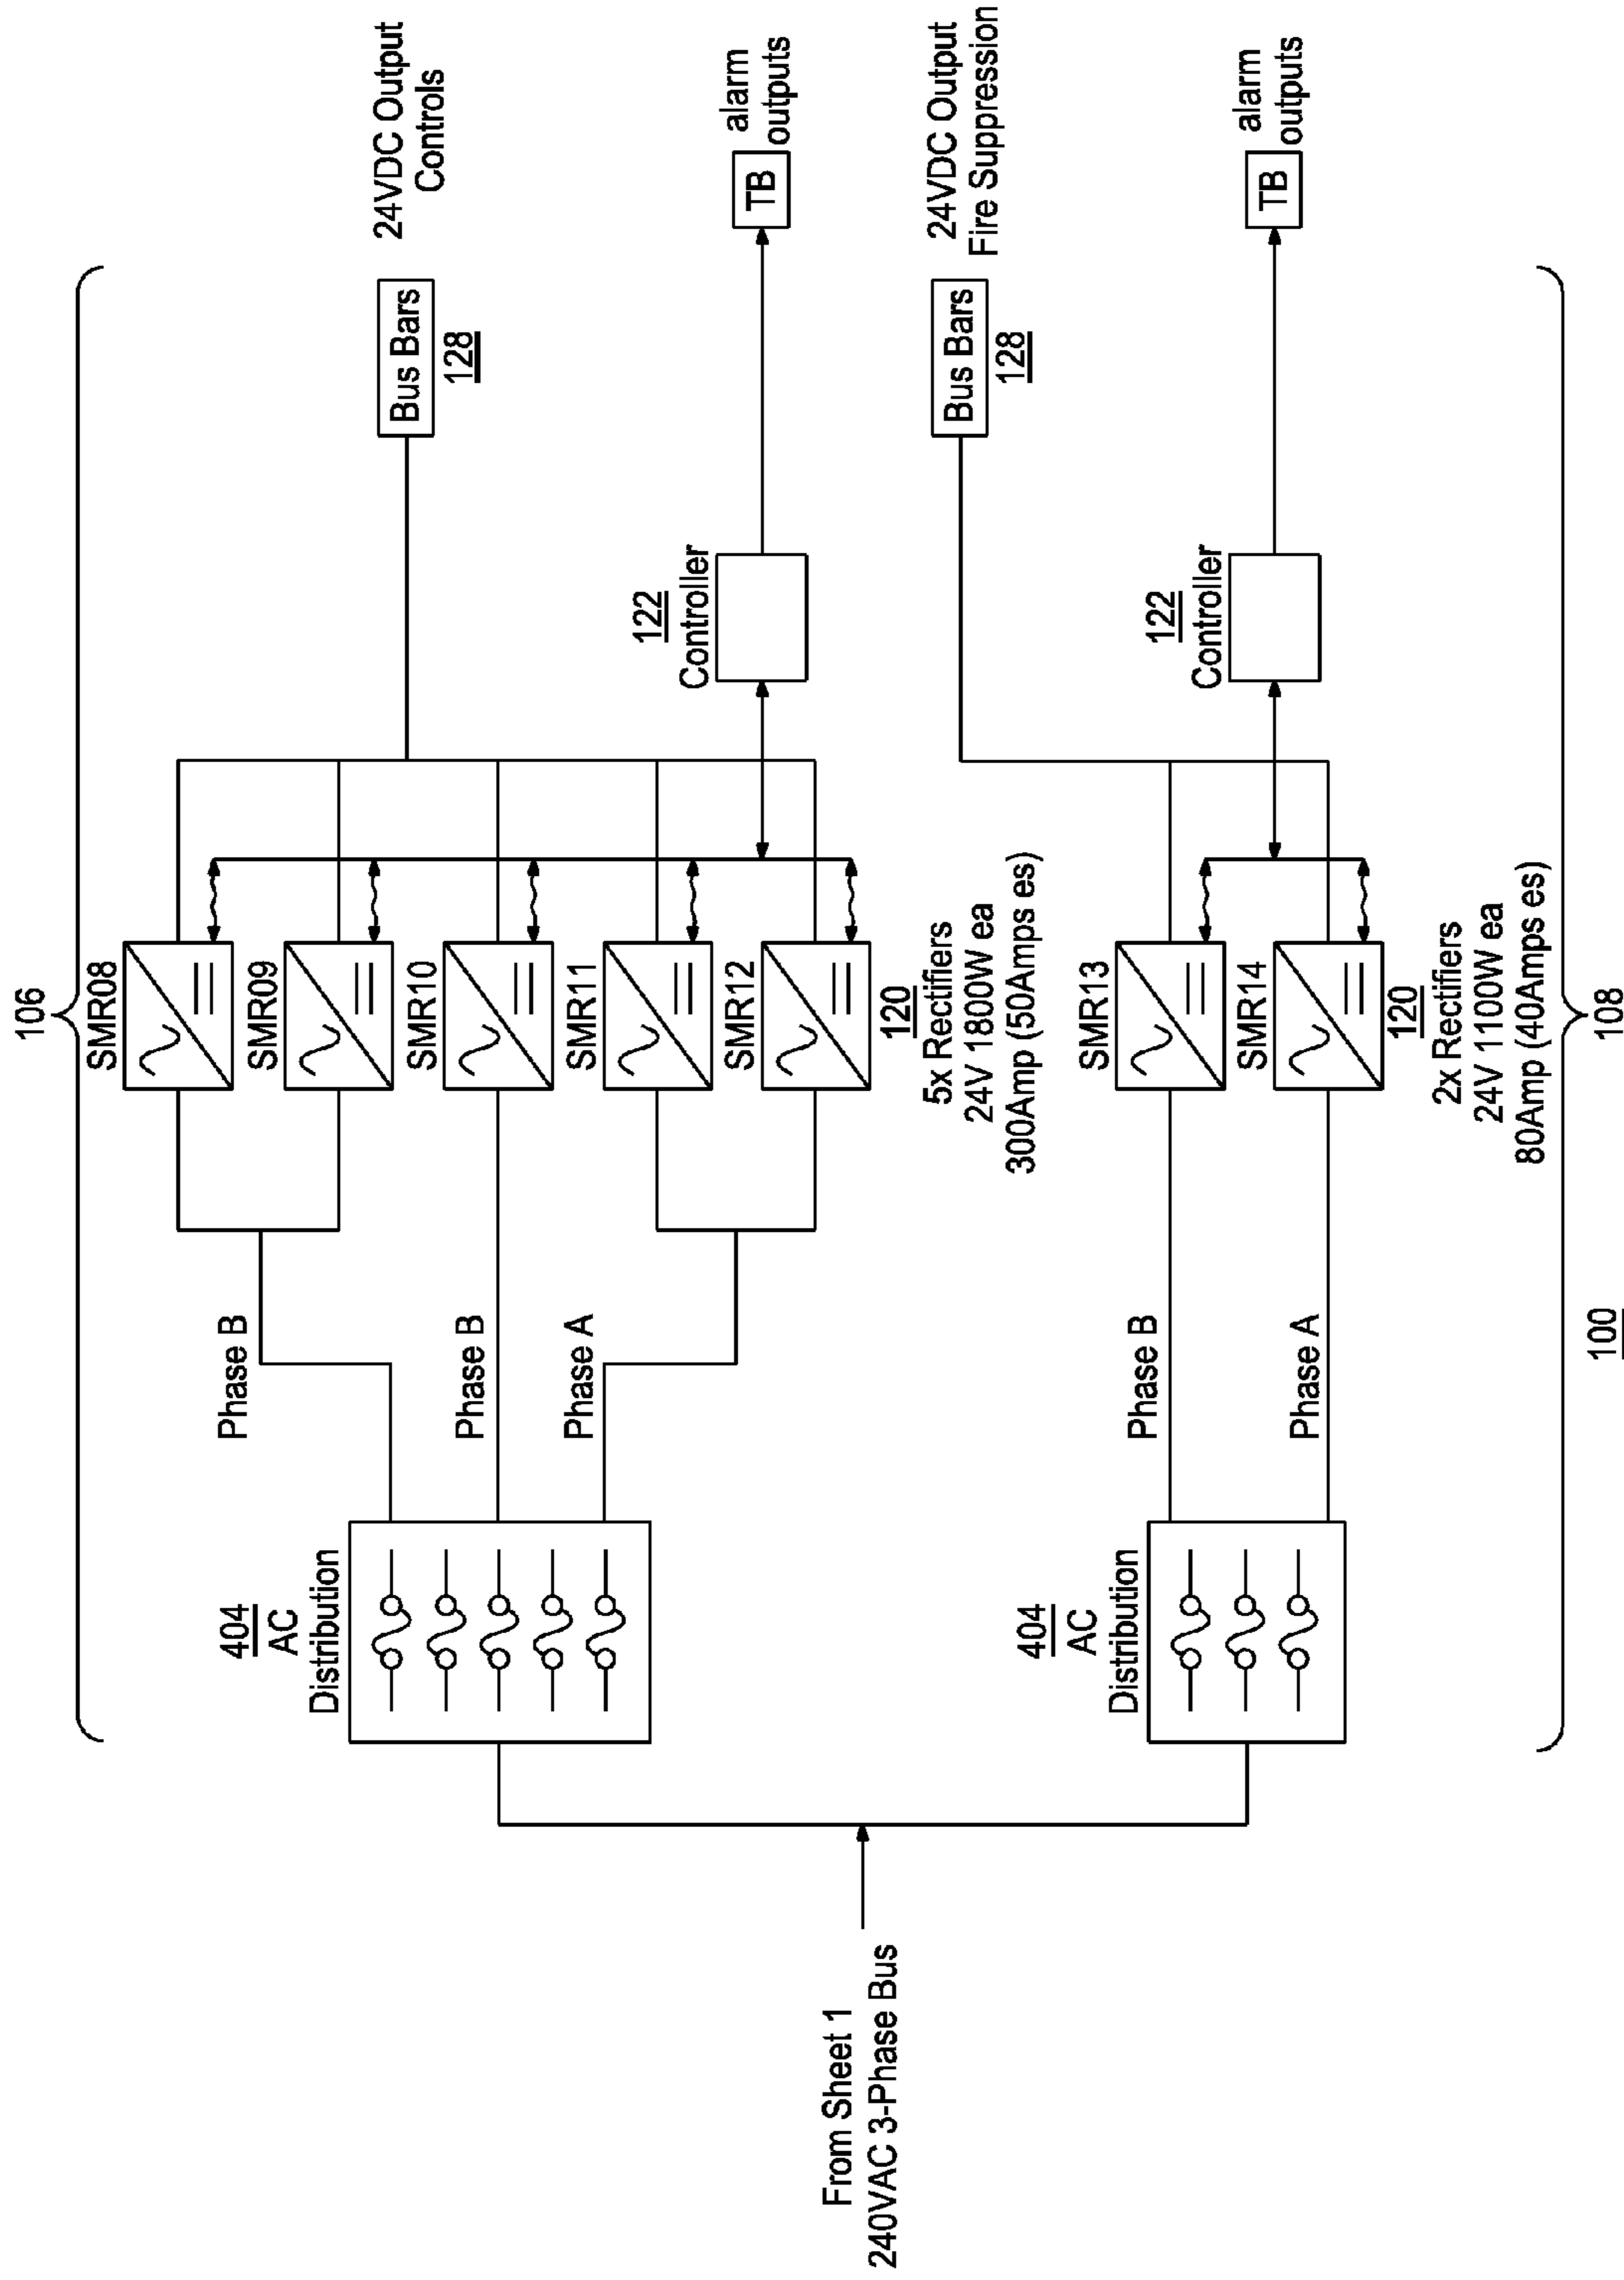 106
SMR08
SMR09
SMR10
SMR11
SMR12
120
5x Rectifiers
24V 1800W ea
300Amp (50Amps es)
Phase B
Phase B
Phase A
404
AC
Distribution
24VDC Output
Controls
Bus Bars
128
122
Controller
TB
alarm
outputs
From Sheet 1
240VAC 3-Phase Bus
404
AC
Distribution
Phase B
Phase A
SMR13
SMR14
120
2x Rectifiers
24V 1100W ea
80Amp (40Amps es)
24VDC Output
Fire Suppression
Bus Bars
128
122
Controller
TB
alarm
outputs
108
100